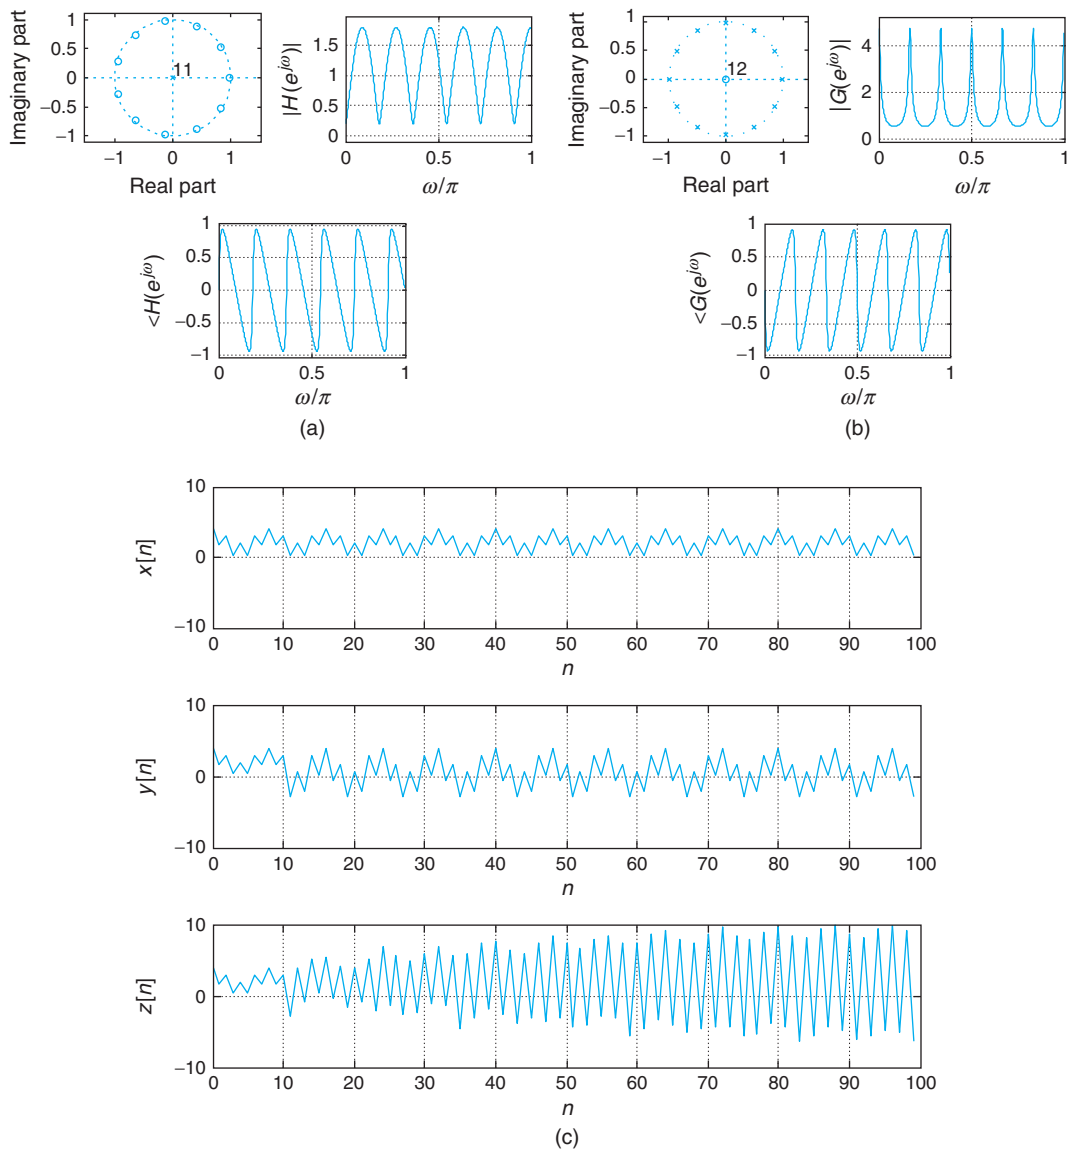 Imaginary part
1
0.5
0
−0.5
−1
11
−1 0 1
Real part
|H(e^{jω})|
1.5
1
0.5
0
0 0.5 1
ω/π
Imaginary part
1
0.5
0
−0.5
−1
12
−1 0 1
Real part
|G(e^{jω})|
4
2
0
0 0.5 1
ω/π
<H(e^{jω})
1
0.5
0
−0.5
−1
0 0.5 1
ω/π
(a)
<G(e^{jω})
1
0.5
0
−0.5
−1
0 0.5 1
ω/π
(b)
x[n]
10
0
−10
0 10 20 30 40 50 60 70 80 90 100
n
y[n]
10
0
−10
0 10 20 30 40 50 60 70 80 90 100
n
z[n]
10
0
−10
0 10 20 30 40 50 60 70 80 90 100
n
(c)